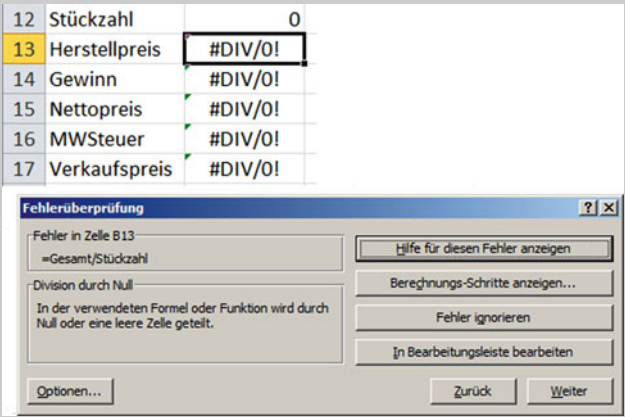 12 Stückzahl 0
13 Herstellpreis #DIV/0!
14 Gewinn #DIV/0!
15 Nettopreis #DIV/0!
16 MWSteuer #DIV/0!
17 Verkaufspreis #DIV/0!
Fehlerüberprüfung
Fehler in Zelle B13
=Gesamt/Stückzahl
Division durch Null
In der verwendeten Formel oder Funktion wird durch
Null oder eine leere Zelle geteilt.
Hilfe für diesen Fehler anzeigen
Berechnungs-Schritte anzeigen...
Fehler ignorieren
In Bearbeitungsleiste bearbeiten
Optionen...
Zurück
Weiter